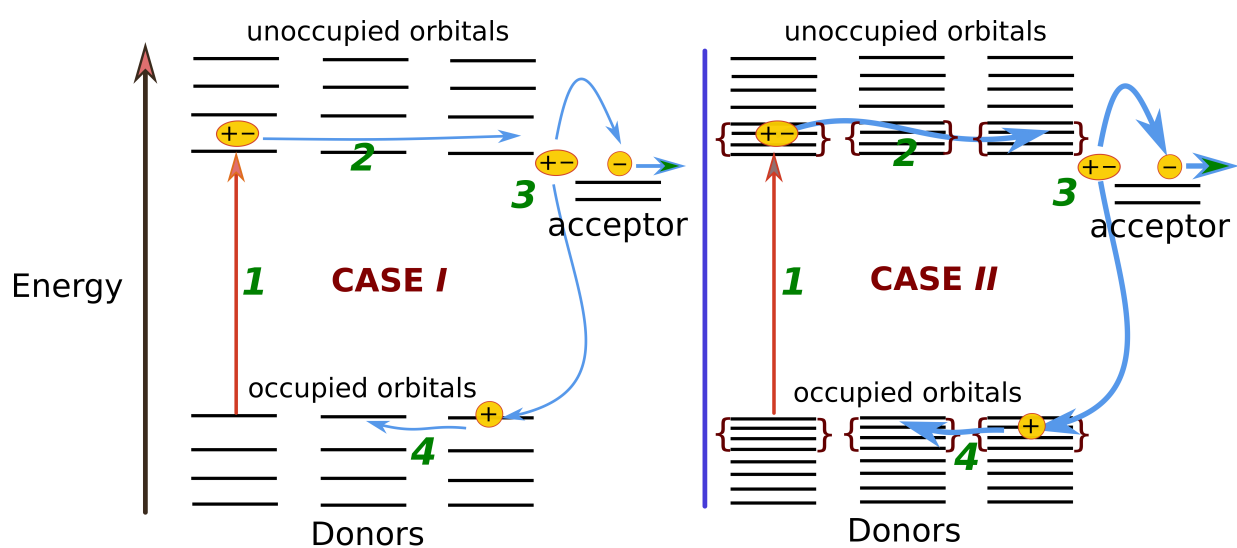 unoccupied orbitals
+−
2
+−
−
3
acceptor
1
CASE I
Energy
occupied orbitals
+
4
Donors
unoccupied orbitals
{ +− } { } { }
2
+−
−
3
acceptor
1
CASE II
occupied orbitals
{ } { } { + }
4
Donors